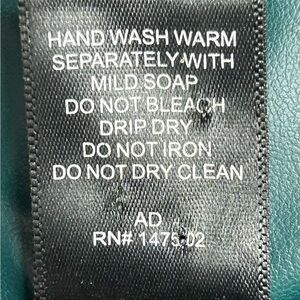 HAND WASH WARM
SEPARATELY WITH
MILD SOAP
DO NOT BLEACH
DRIP DRY
DO NOT IRON
DO NOT DRY CLEAN
AD
RN#